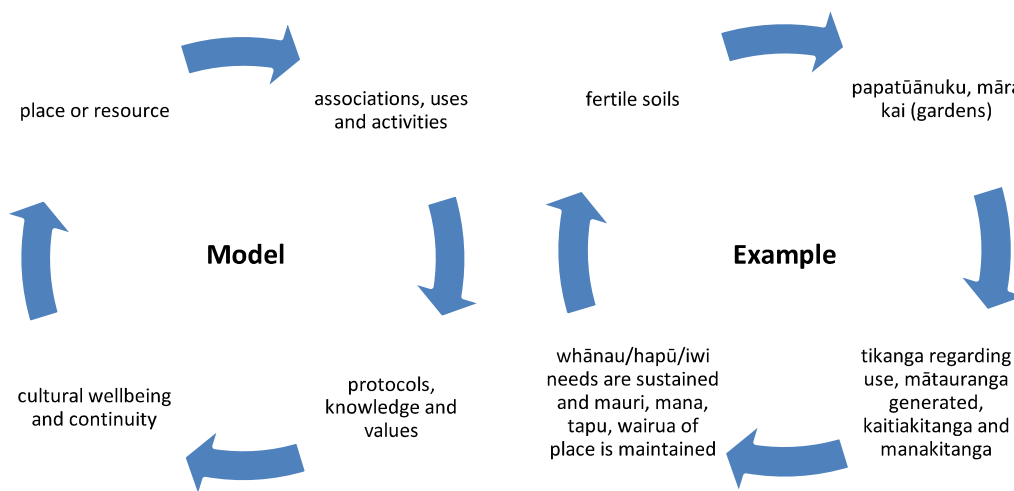 place or resource
associations, uses
and activities
Model
protocols,
knowledge and
values
cultural wellbeing
and continuity
fertile soils
papatūānuku, māra
kai (gardens)
Example
tikanga regarding
use, mātauranga
generated,
kaitiakitanga and
manakitanga
whānau/hapū/iwi
needs are sustained
and mauri, mana,
tapu, wairua of
place is maintained